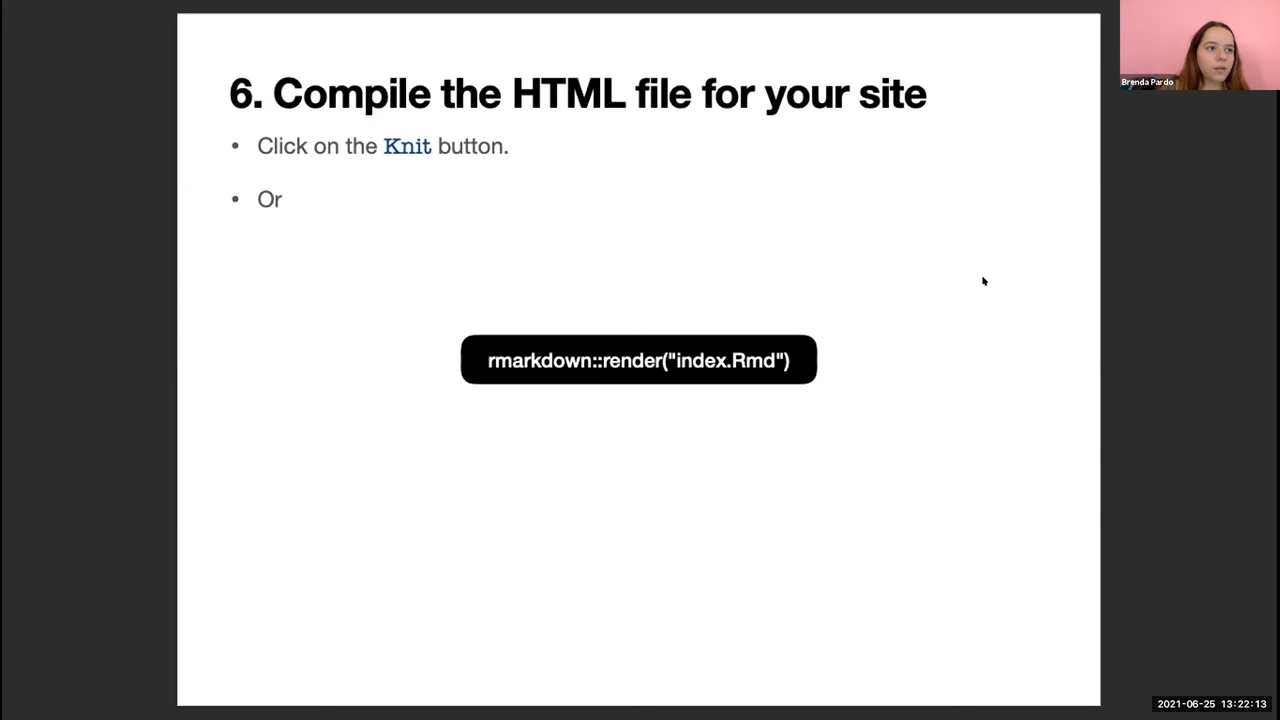 6. Compile the HTML file for your site
• Click on the Knit button.
• Or
rmarkdown::render("index.Rmd")
Brenda Pardo
2021-06-25 13:22:13